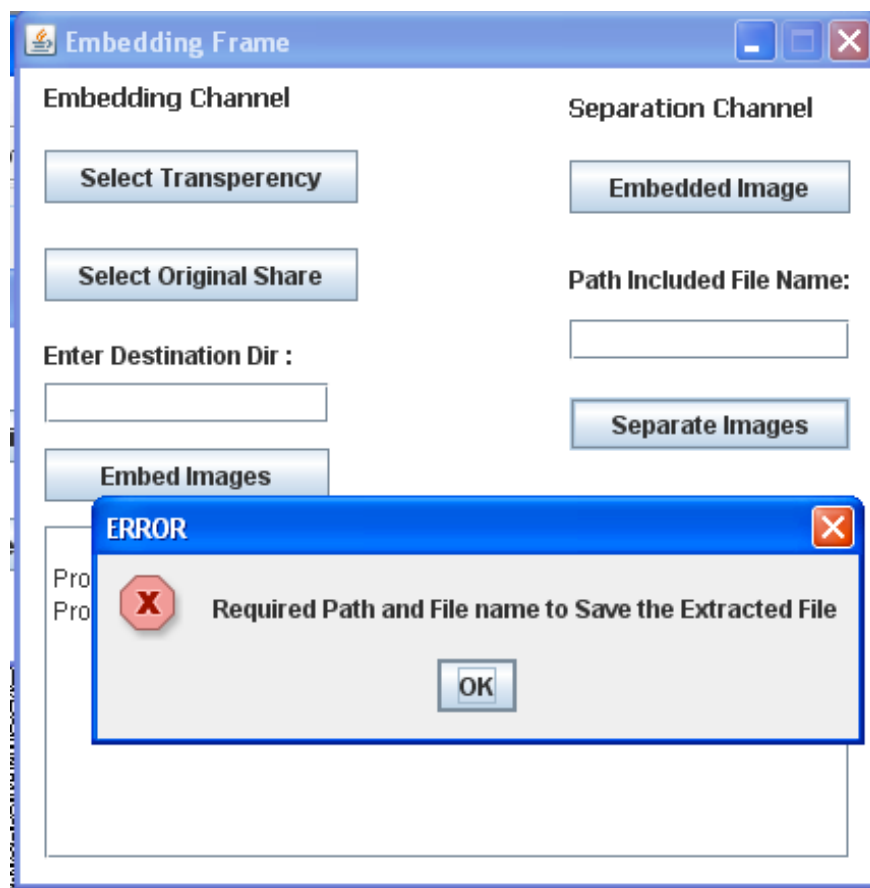 Embedding Frame
Embedding Channel
Select Transperency
Select Original Share
Enter Destination Dir :
Embed Images
Separation Channel
Embedded Image
Path Included File Name:
Separate Images
Pro
Pro
ERROR
Required Path and File name to Save the Extracted File
OK